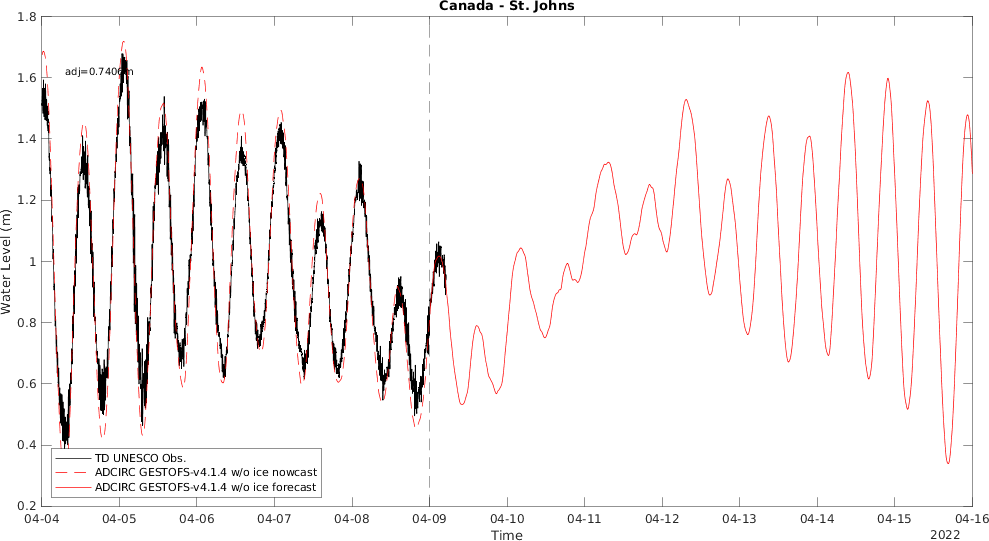 Canada - St. Johns
1.8
1.6
1.4
1.2
1
0.8
0.6
0.4
0.2
Water Level (m)
adj=0.7406m
TD UNESCO Obs.
ADCIRC GESTOFS-v4.1.4 w/o ice nowcast
ADCIRC GESTOFS-v4.1.4 w/o ice forecast
04-04 04-05 04-06 04-07 04-08 04-09 04-10 04-11 04-12 04-13 04-14 04-15 04-16
Time
2022